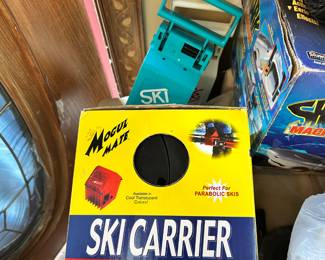 SKI
MOGUL
MATE
Available in
Cool Translucent
Colors!
Perfect For
PARABOLIC SKIS
SKI CARRIER